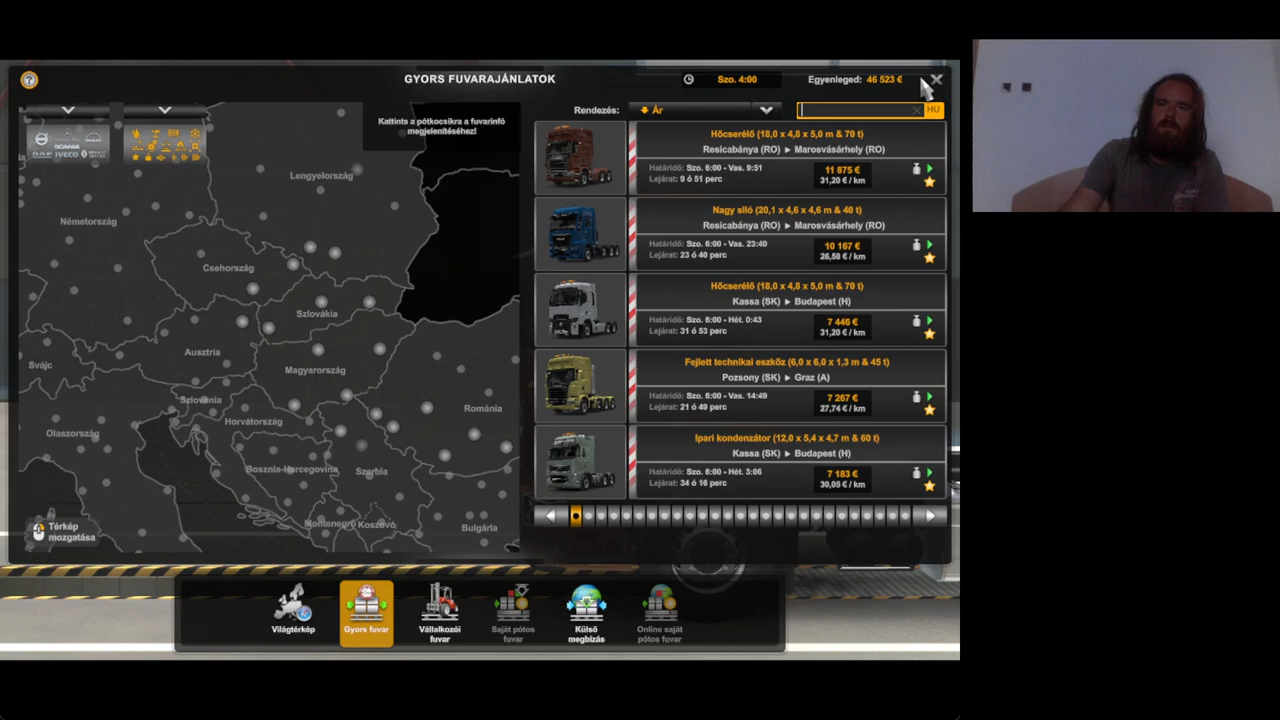 GYORS FUVARAJÁNLATOK
Szo. 4:00
Egyenleged: 46 523 €
Rendezés:
Ár
HU
Kattints a pótkocsikra a fuvarinfó
megjelenítéséhez!
SCANIA
IVECO
Lengyelország
Németország
Csehország
Szlovákia
Ausztria
Svájc
Magyarország
Szlovénia
Románia
Horvátország
Olaszország
Bosznia-Hercegovina
Szerbia
Montenegró
Koszovó
Bulgária
Térkép
mozgatása
Hőcserélő (18,0 x 4,8 x 5,0 m & 70 t)
Resicabánya (RO) ▶ Marosvásárhely (RO)
Határidő: Szo. 6:00 - Vas. 9:51
Lejárat: 9 ó 51 perc
11 875 €
31,20 € / km
Nagy siló (20,1 x 4,6 x 4,6 m & 40 t)
Resicabánya (RO) ▶ Marosvásárhely (RO)
Határidő: Szo. 6:00 - Vas. 23:40
Lejárat: 23 ó 40 perc
10 167 €
26,58 € / km
Hőcserélő (18,0 x 4,8 x 5,0 m & 70 t)
Kassa (SK) ▶ Budapest (H)
Határidő: Szo. 6:00 - Hét. 0:43
Lejárat: 31 ó 53 perc
7 446 €
31,20 € / km
Fejlett technikai eszköz (6,0 x 6,0 x 1,3 m & 45 t)
Pozsony (SK) ▶ Graz (A)
Határidő: Szo. 6:00 - Vas. 14:49
Lejárat: 21 ó 49 perc
7 267 €
27,74 € / km
Ipari kondenzátor (12,0 x 5,4 x 4,7 m & 60 t)
Kassa (SK) ▶ Budapest (H)
Határidő: Szo. 6:00 - Hét. 3:06
Lejárat: 34 ó 16 perc
7 183 €
30,05 € / km
Világtérkép
Gyors fuvar
Vállalkozói
fuvar
Saját pótos
fuvar
Külső
megbízás
Online saját
pótos fuvar